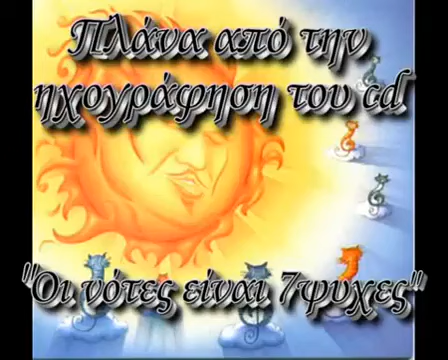 Πλάνα από την
ηχογράφηση του cd
"Οι νότες είναι 7ψυχες"